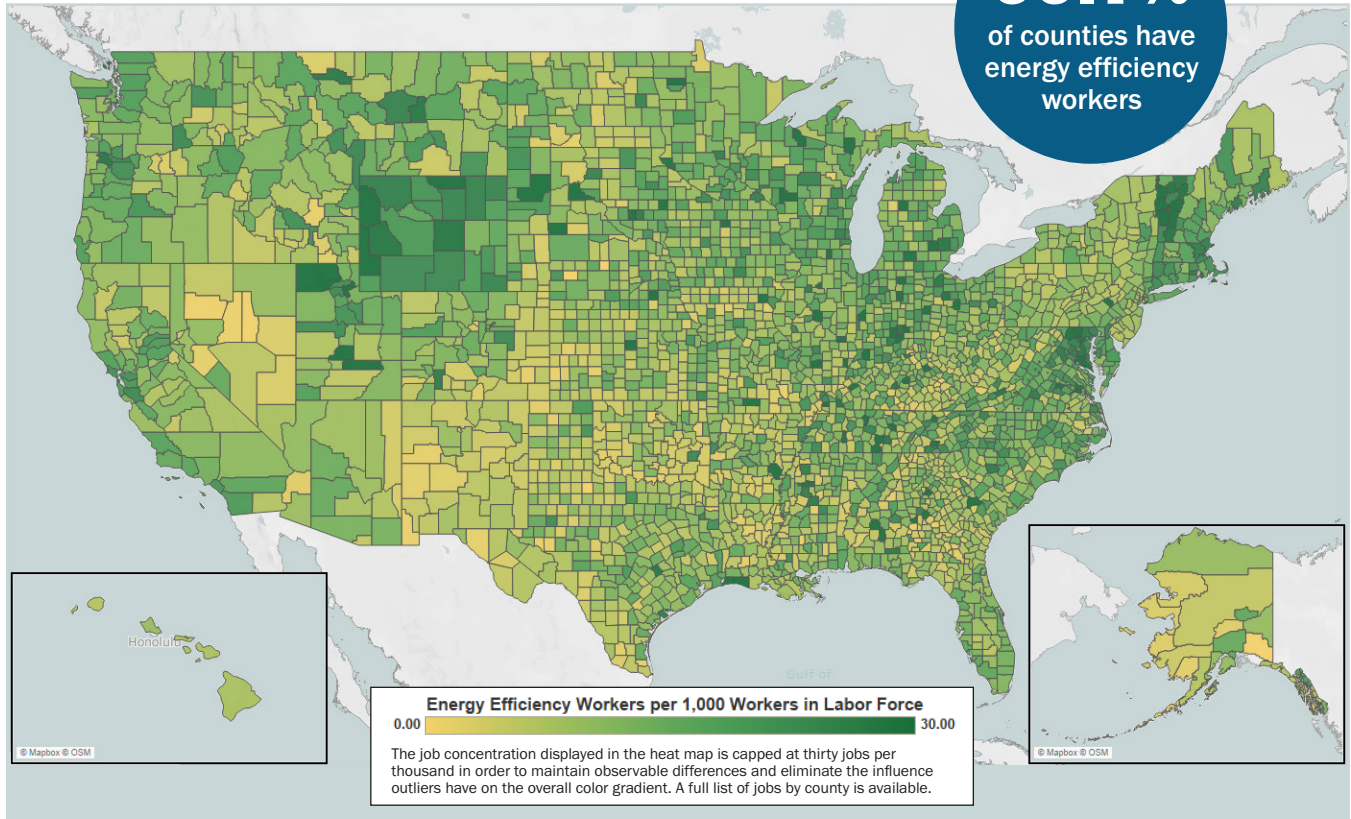 of counties have
energy efficiency
workers
Honolulu
Gulf of
Energy Efficiency Workers per 1,000 Workers in Labor Force
0.00
30.00
The job concentration displayed in the heat map is capped at thirty jobs per
thousand in order to maintain observable differences and eliminate the influence
outliers have on the overall color gradient. A full list of jobs by county is available.
© Mapbox © OSM
© Mapbox © OSM